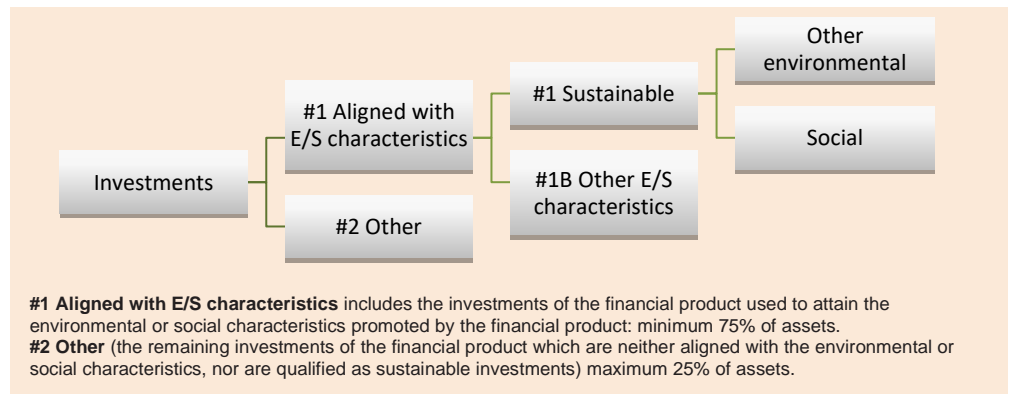 Other
environmental
#1 Sustainable
#1 Aligned with
E/S characteristics
Social
Investments
#1B Other E/S
characteristics
#2 Other
#1 Aligned with E/S characteristics includes the investments of the financial product used to attain the
environmental or social characteristics promoted by the financial product: minimum 75% of assets.
#2 Other (the remaining investments of the financial product which are neither aligned with the environmental or
social characteristics, nor are qualified as sustainable investments) maximum 25% of assets.